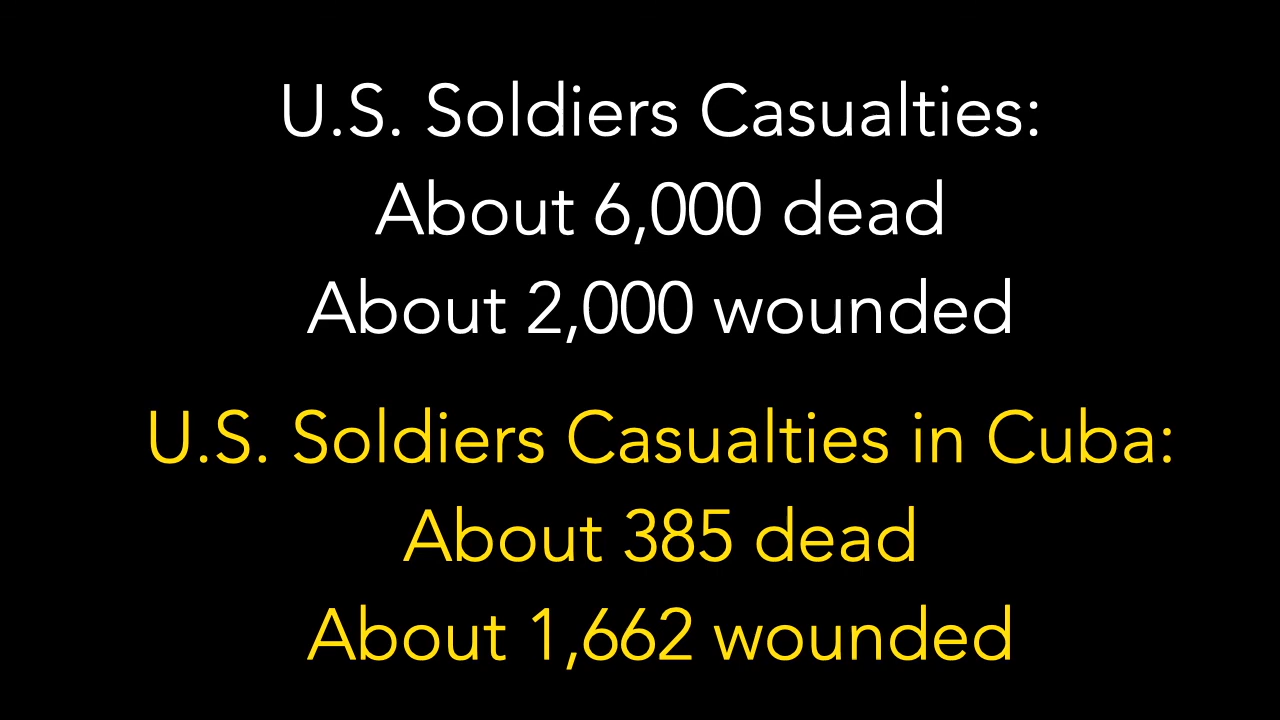 U.S. Soldiers Casualties:
About 6,000 dead
About 2,000 wounded
U.S. Soldiers Casualties in Cuba:
About 385 dead
About 1,662 wounded